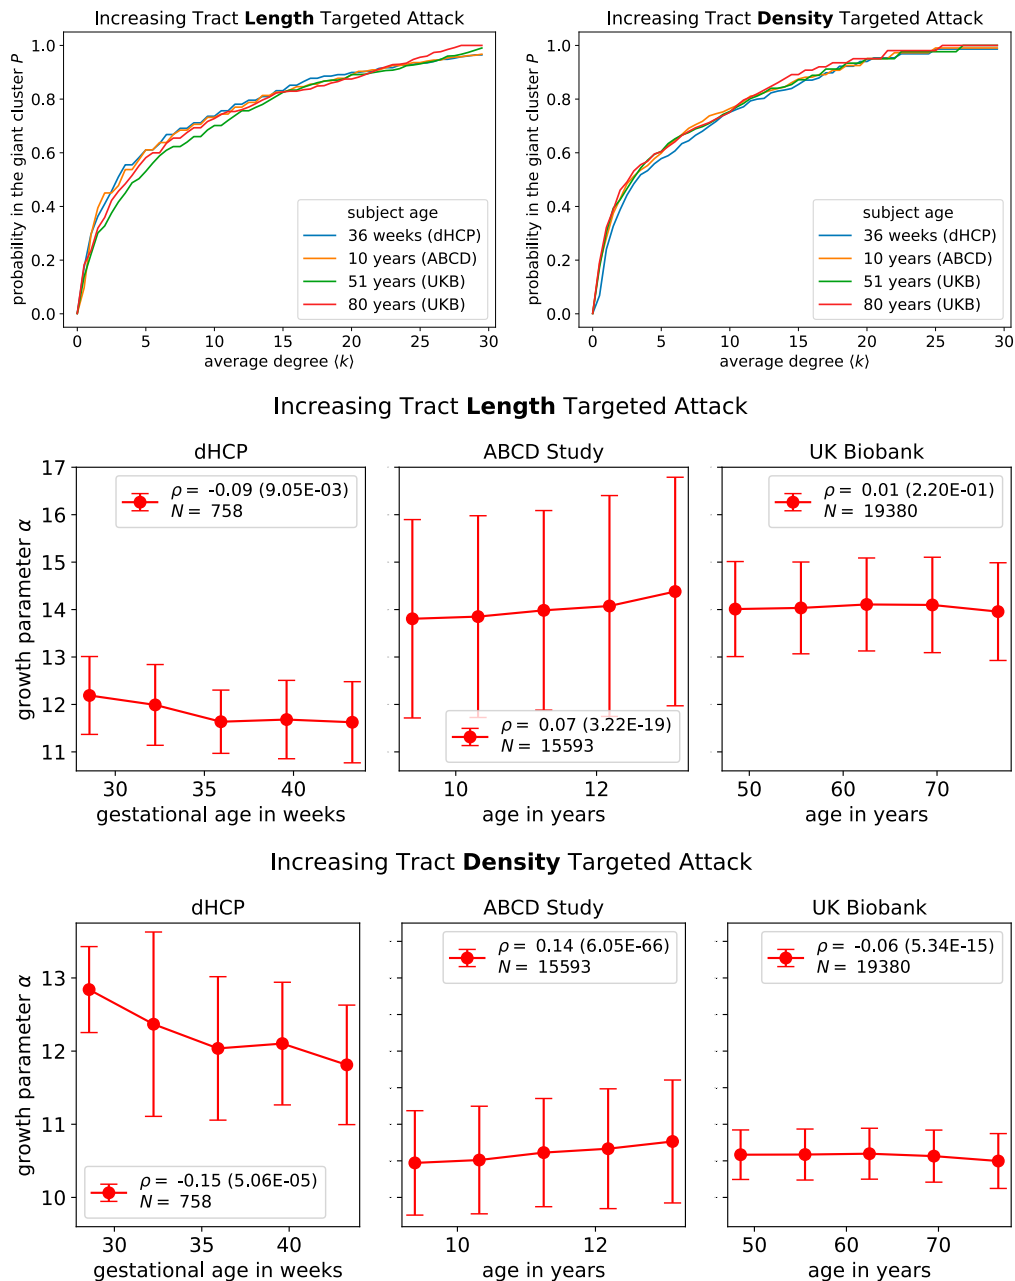 Increasing Tract Length Targeted Attack
Increasing Tract Density Targeted Attack
probability in the giant cluster P
1.0
0.8
0.6
0.4
0.2
0.0
subject age
36 weeks (dHCP)
10 years (ABCD)
51 years (UKB)
80 years (UKB)
0 5 10 15 20 25 30
average degree ⟨k⟩
probability in the giant cluster P
1.0
0.8
0.6
0.4
0.2
0.0
subject age
36 weeks (dHCP)
10 years (ABCD)
51 years (UKB)
80 years (UKB)
0 5 10 15 20 25 30
average degree ⟨k⟩
Increasing Tract Length Targeted Attack
dHCP
ABCD Study
UK Biobank
growth parameter α
17
16
15
14
13
12
11
ρ = -0.09 (9.05E-03)
N = 758
ρ = 0.07 (3.22E-19)
N = 15593
ρ = 0.01 (2.20E-01)
N = 19380
30 35 40
10 12
50 60 70
gestational age in weeks
age in years
age in years
Increasing Tract Density Targeted Attack
dHCP
ABCD Study
UK Biobank
growth parameter α
13
12
11
10
ρ = -0.15 (5.06E-05)
N = 758
ρ = 0.14 (6.05E-66)
N = 15593
ρ = -0.06 (5.34E-15)
N = 19380
30 40
10 12
50 60 70
gestational age in weeks
age in years
age in years